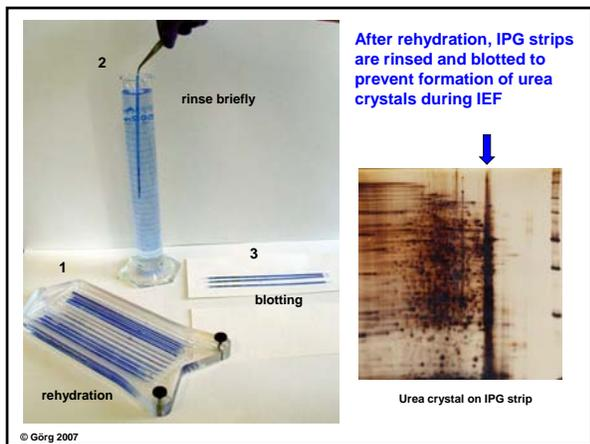 2
rinse briefly
1
3
blotting
rehydration
After rehydration, IPG strips
are rinsed and blotted to
prevent formation of urea
crystals during IEF
Urea crystal on IPG strip
© Görg 2007